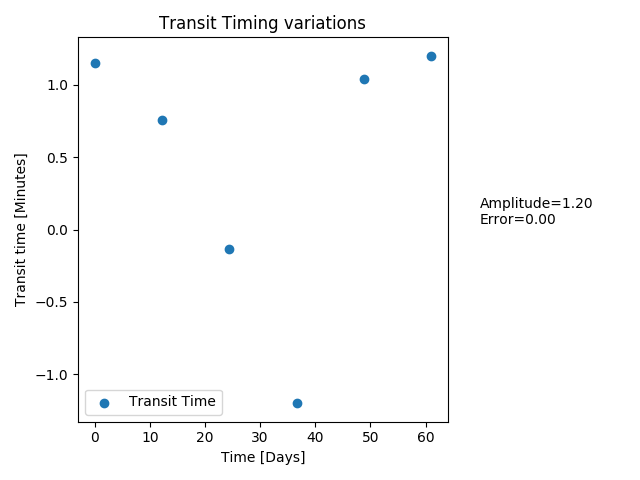 Transit Timing variations
Transit time [Minutes]
1.0
0.5
0.0
−0.5
−1.0
Transit Time
0 10 20 30 40 50 60
Time [Days]
Amplitude=1.20
Error=0.00